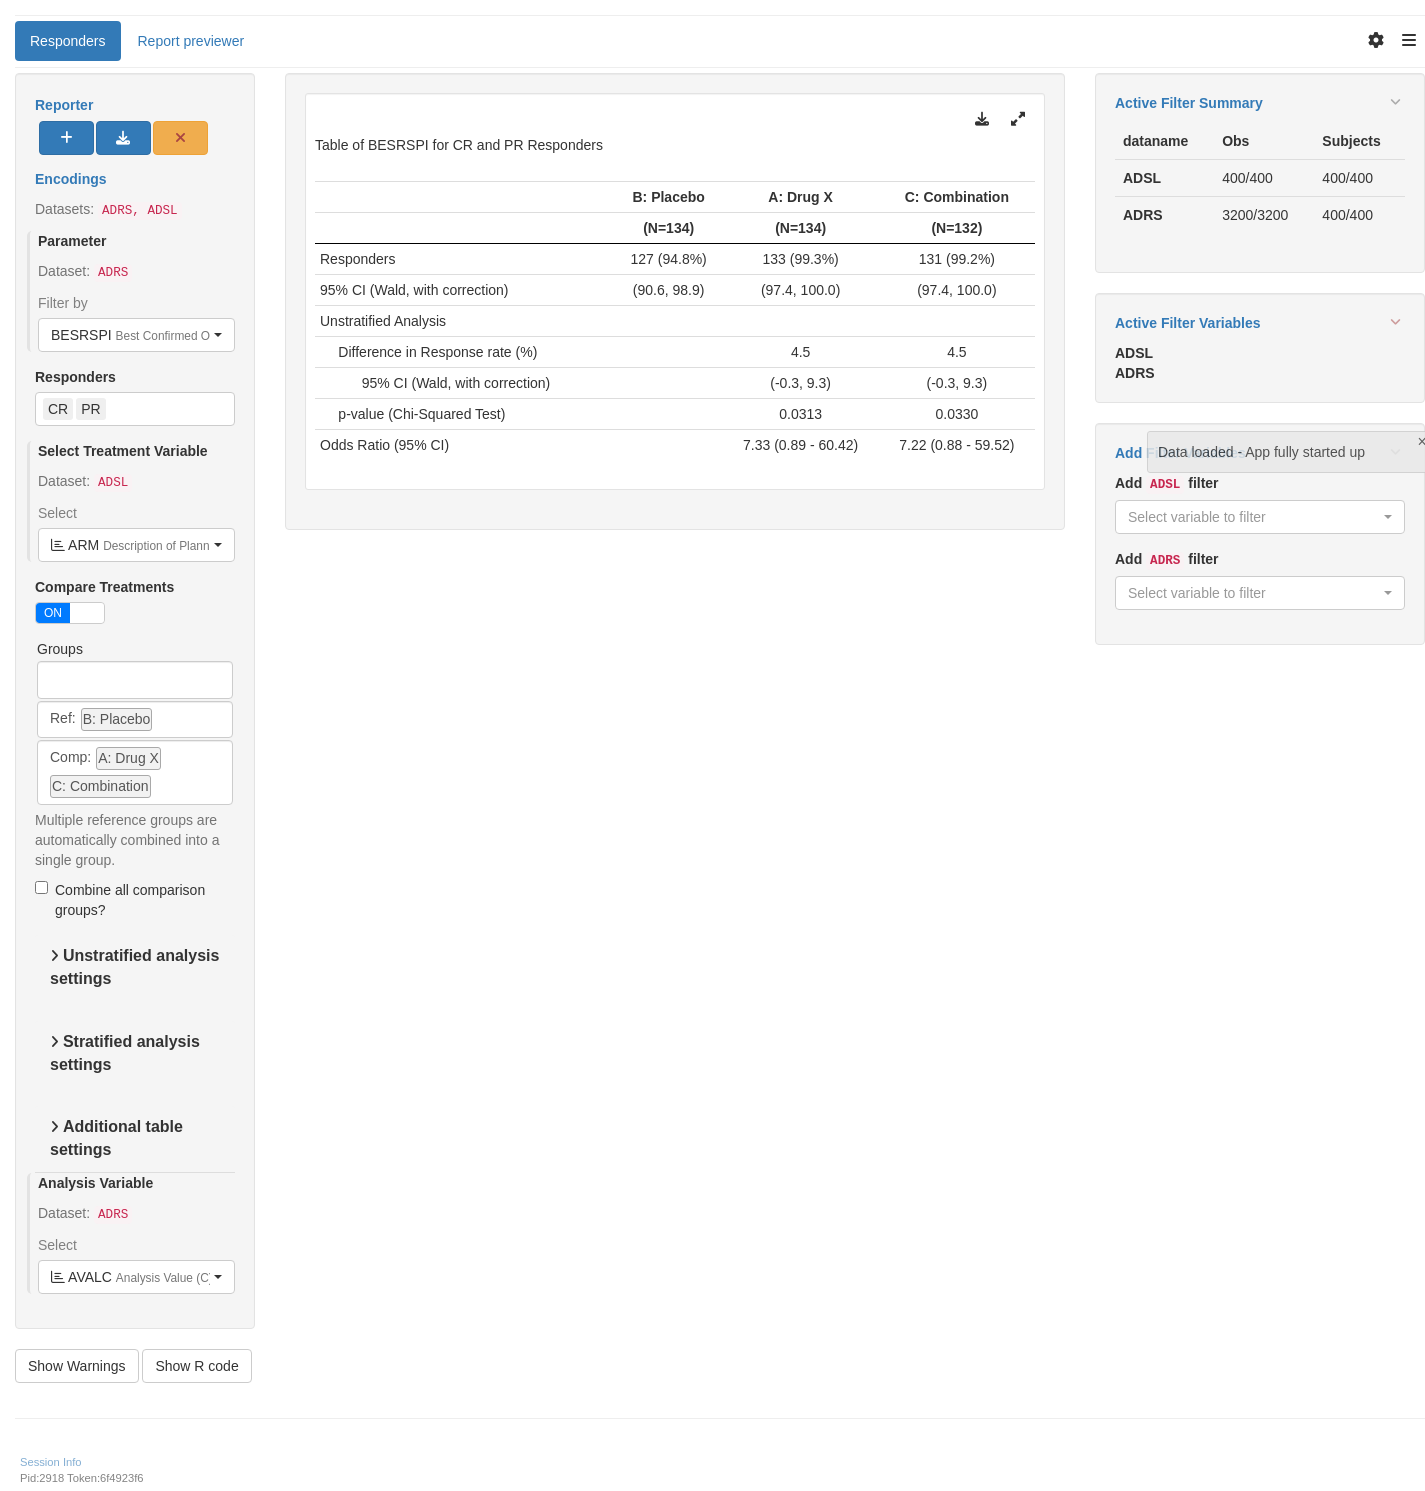 Responders
Report previewer
Reporter
Encodings
Datasets: ADRS, ADSL
Parameter
Dataset: ADRS
Filter by
BESRSPI Best Confirmed O
Responders
CR PR
Select Treatment Variable
Dataset: ADSL
Select
ARM Description of Plann
Compare Treatments
ON
Groups
Ref: B: Placebo
Comp: A: Drug X
C: Combination
Multiple reference groups are
automatically combined into a
single group.
Combine all comparison
groups?
Unstratified analysis
settings
Stratified analysis
settings
Additional table
settings
Analysis Variable
Dataset: ADRS
Select
AVALC Analysis Value (C)
Show Warnings
Show R code
Table of BESRSPI for CR and PR Responders
B: Placebo A: Drug X C: Combination
(N=134) (N=134) (N=132)
Responders 127 (94.8%) 133 (99.3%) 131 (99.2%)
95% CI (Wald, with correction) (90.6, 98.9) (97.4, 100.0) (97.4, 100.0)
Unstratified Analysis
Difference in Response rate (%) 4.5 4.5
95% CI (Wald, with correction) (-0.3, 9.3) (-0.3, 9.3)
p-value (Chi-Squared Test) 0.0313 0.0330
Odds Ratio (95% CI) 7.33 (0.89 - 60.42) 7.22 (0.88 - 59.52)
Active Filter Summary
dataname Obs Subjects
ADSL 400/400 400/400
ADRS 3200/3200 400/400
Active Filter Variables
ADSL
ADRS
Add
Data loaded - App fully started up
×
Add ADSL filter
Select variable to filter
Add ADRS filter
Select variable to filter
Session Info
Pid:2918 Token:6f4923f6